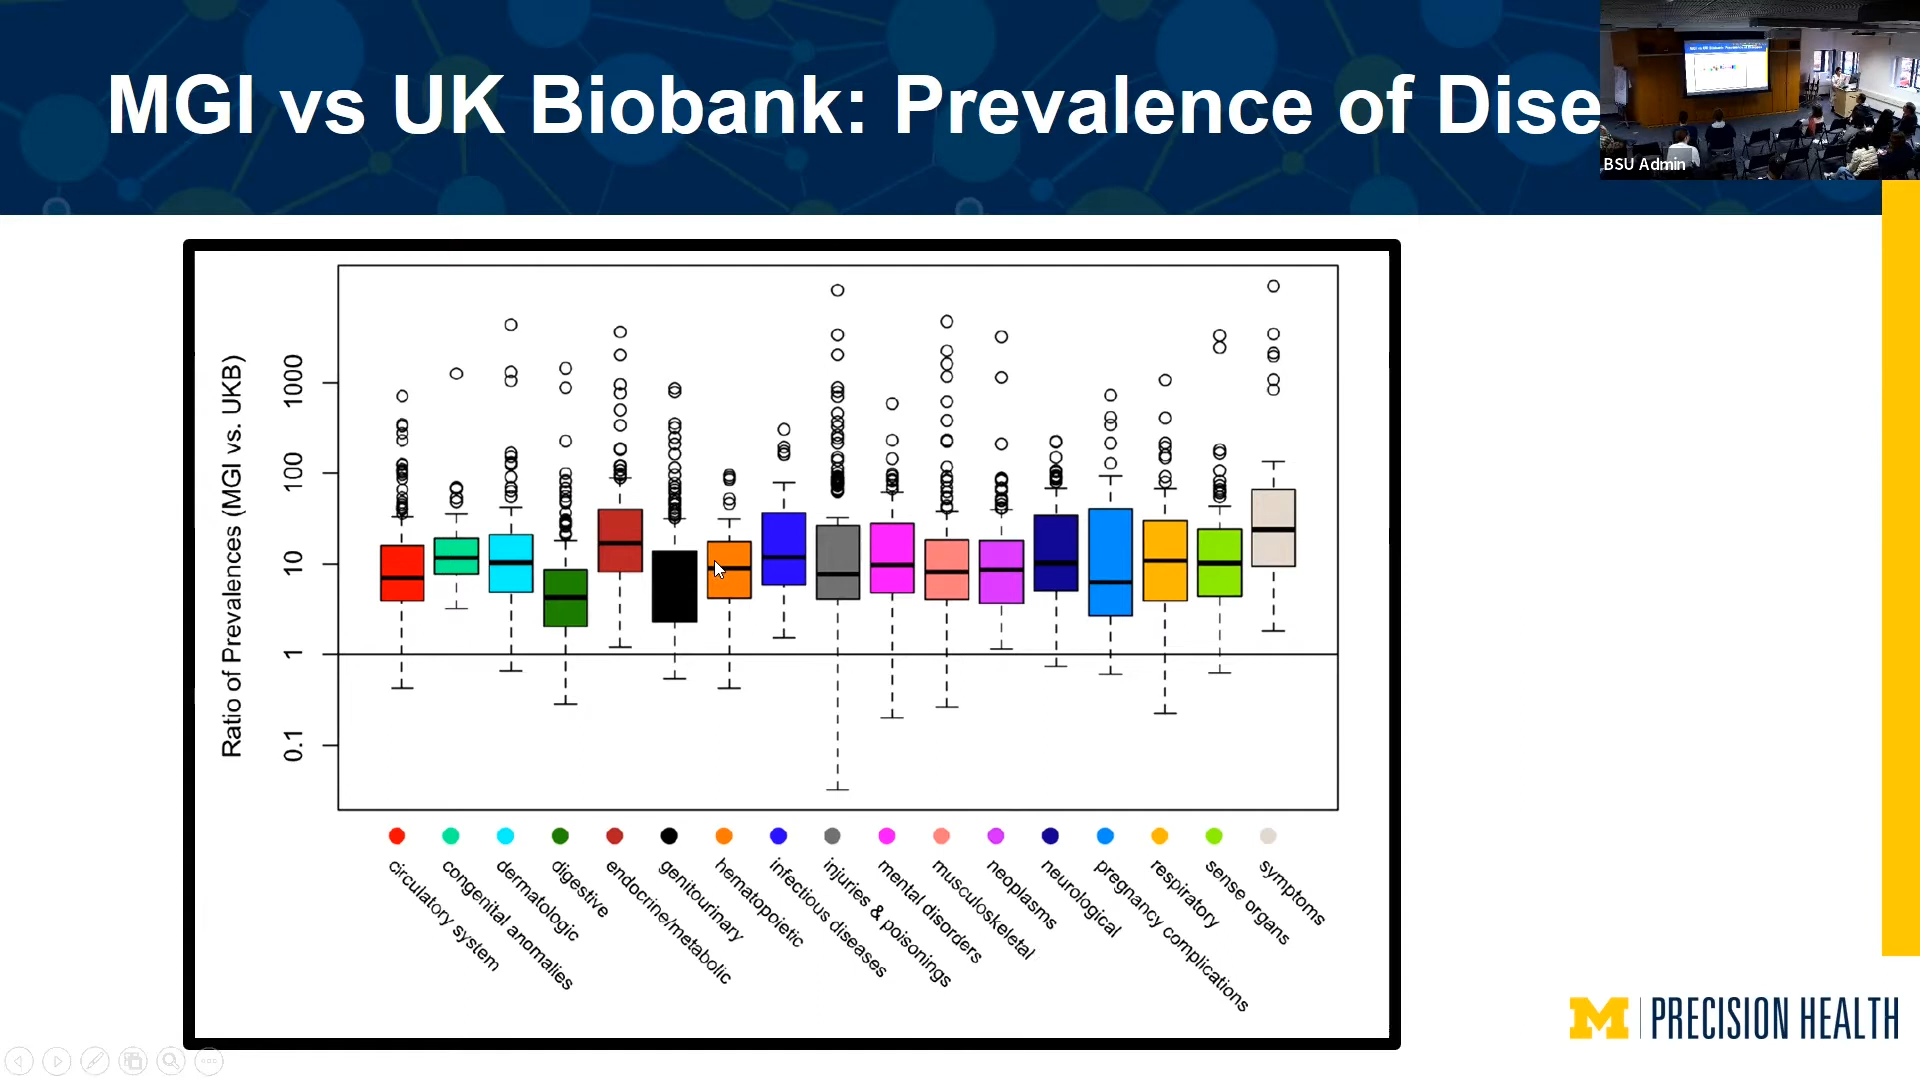 MGI vs UK Biobank: Prevalence of Dise
BSU Admin
Ratio of Prevalences (MGI vs. UKB)
1000
100
10
1
0.1
circulatory system
congenital anomalies
dermatologic
digestive
endocrine/metabolic
genitourinary
hematopoietic
infectious diseases
injuries & poisonings
mental disorders
musculoskeletal
neoplasms
neurological
pregnancy complications
respiratory
sense organs
symptoms
M PRECISION HEALTH